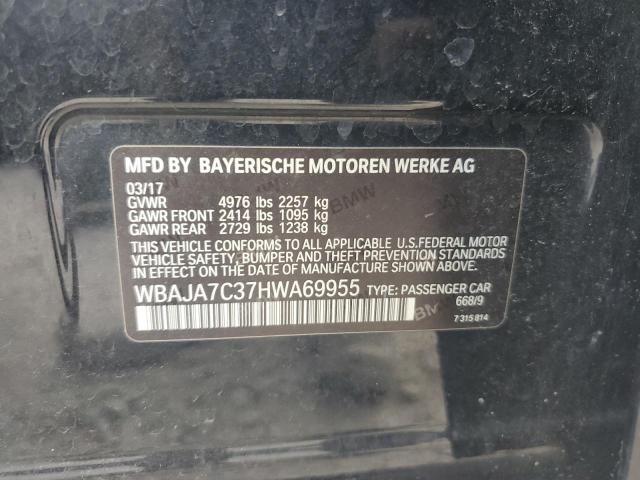 MFD BY BAYERISCHE MOTOREN WERKE AG
03/17
GVWR 4976 lbs 2257 kg
GAWR FRONT 2414 lbs 1095 kg
GAWR REAR 2729 lbs 1238 kg
THIS VEHICLE CONFORMS TO ALL APPLICABLE U.S.FEDERAL MOTOR
VEHICLE SAFETY, BUMPER, AND THEFT PREVENTION STANDARDS
IN EFFECT ON THE DATE OF MANUFACTURE SHOWN ABOVE.
WBAJA7C37HWA69955 TYPE: PASSENGER CAR
668/9
7 315 814
BMW
BMW